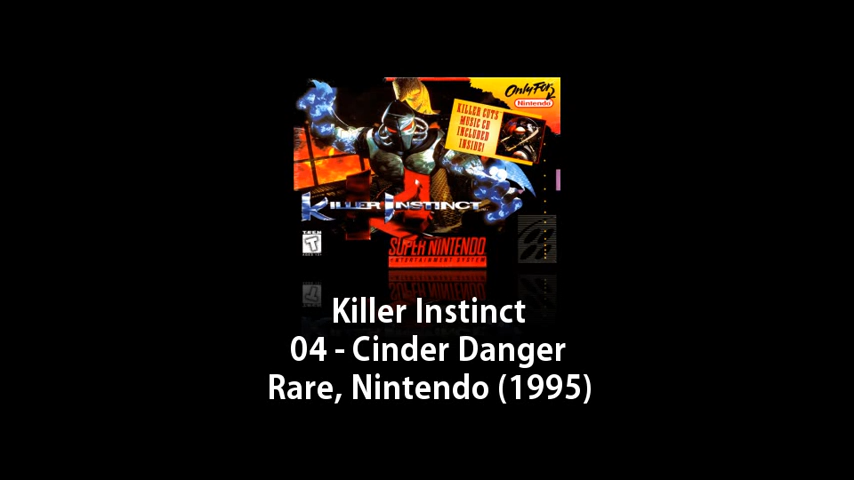 Only For
Nintendo
KILLER CUTS
MUSIC CD
INCLUDED
INSIDE!
KILLER INSTINCT
TEEN
T
SUPER NINTENDO
ENTERTAINMENT SYSTEM
Killer Instinct
04 - Cinder Danger
Rare, Nintendo (1995)